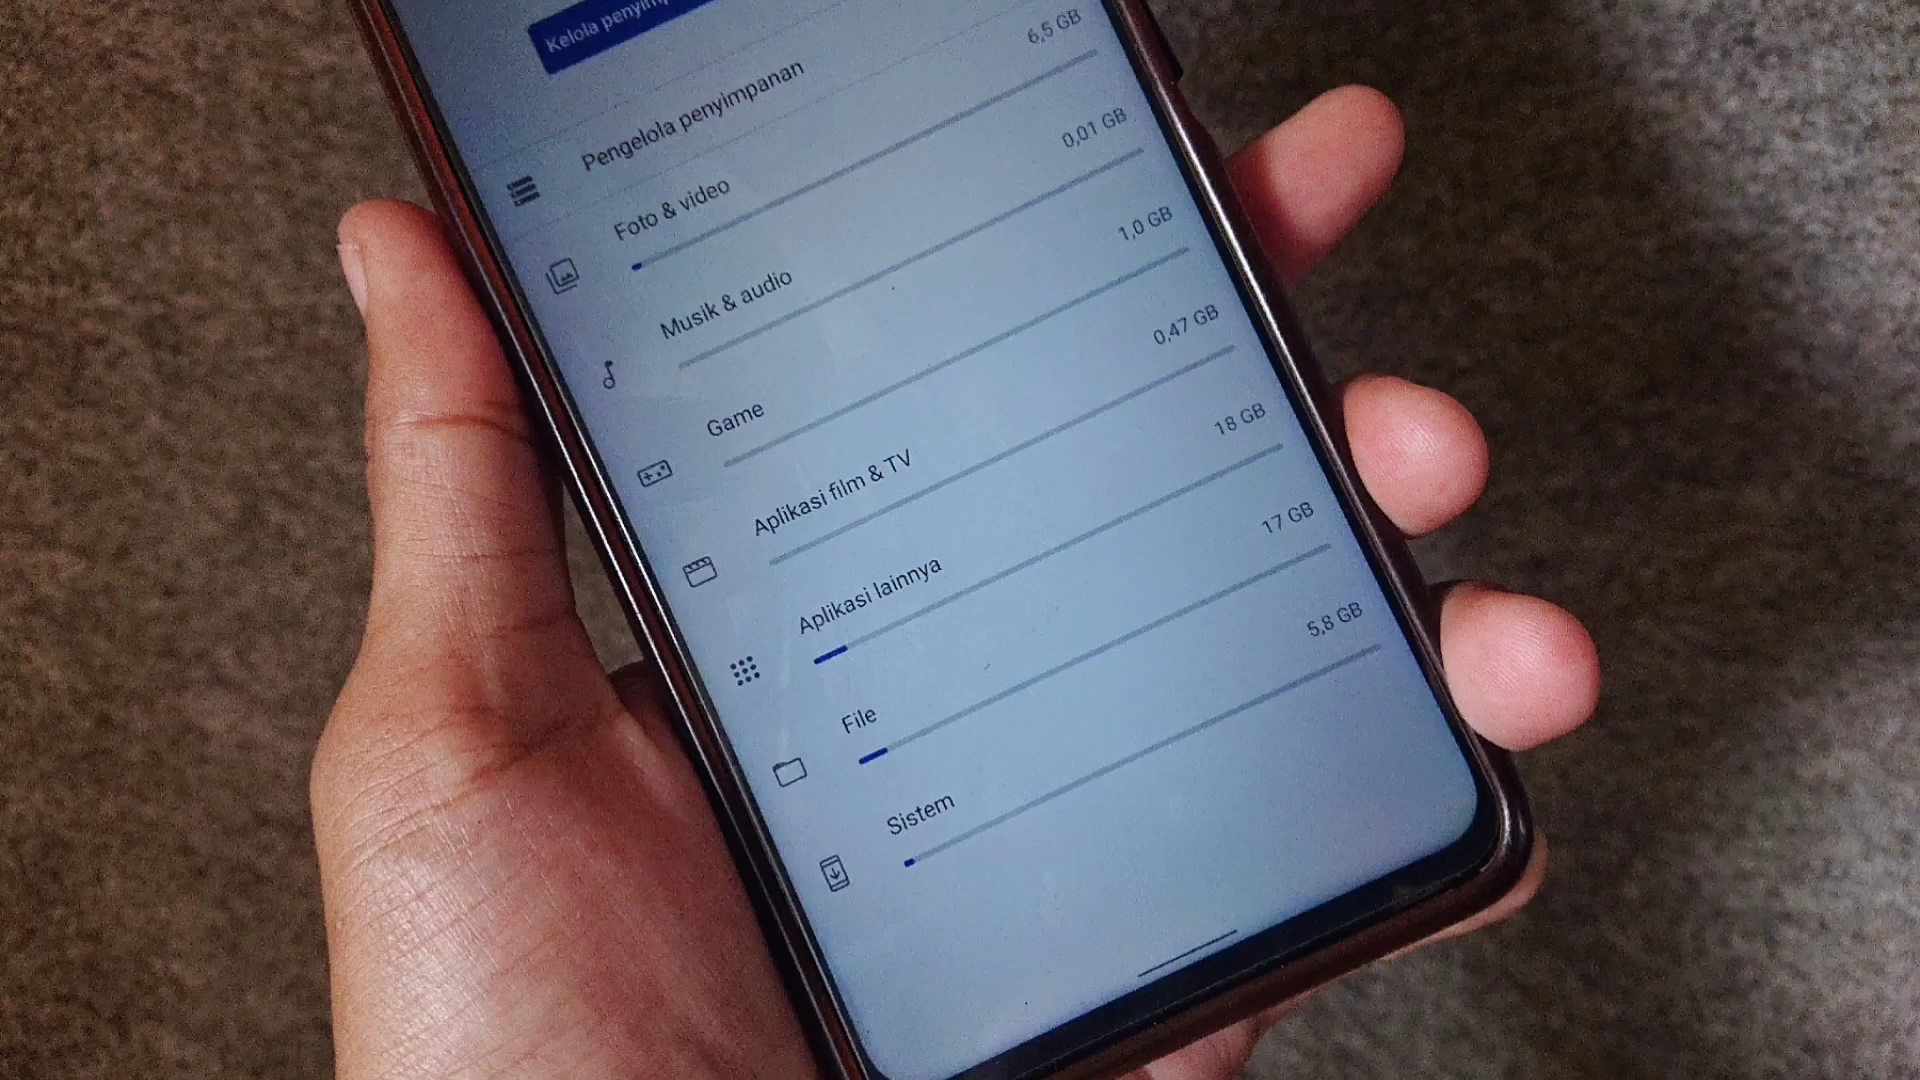 Kelola
Pengelola penyimpanan
Foto & video
6,5 GB
Musik & audio
0,01 GB
Game
1,0 GB
Aplikasi film & TV
0,47 GB
Aplikasi lainnya
18 GB
File
17 GB
Sistem
5,8 GB